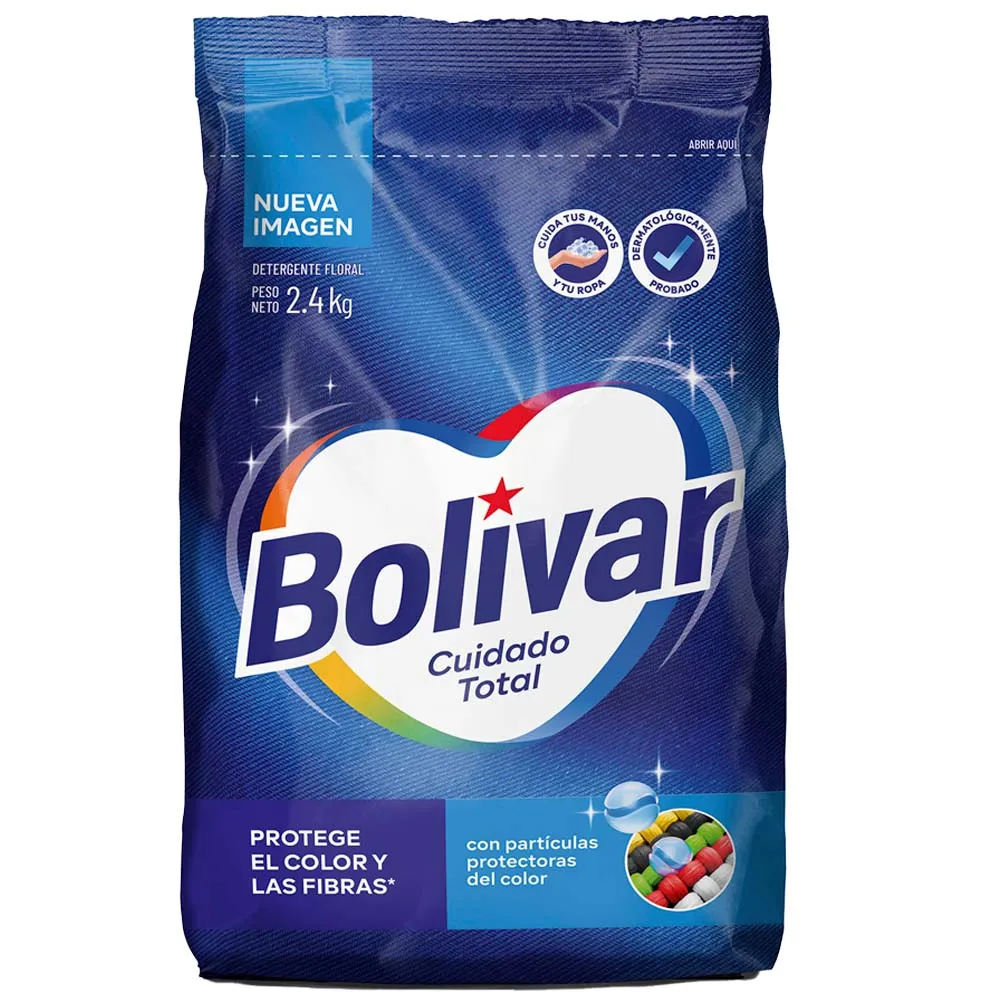 ABRIR AQUÍ
NUEVA
IMAGEN
DETERGENTE FLORAL
PESO
NETO 2.4 Kg
CUIDA TUS MANOS
Y TU ROPA
DERMATOLÓGICAMENTE
PROBADO
Bolivar
Cuidado
Total
PROTEGE
EL COLOR Y
LAS FIBRAS*
con partículas
protectoras
del color